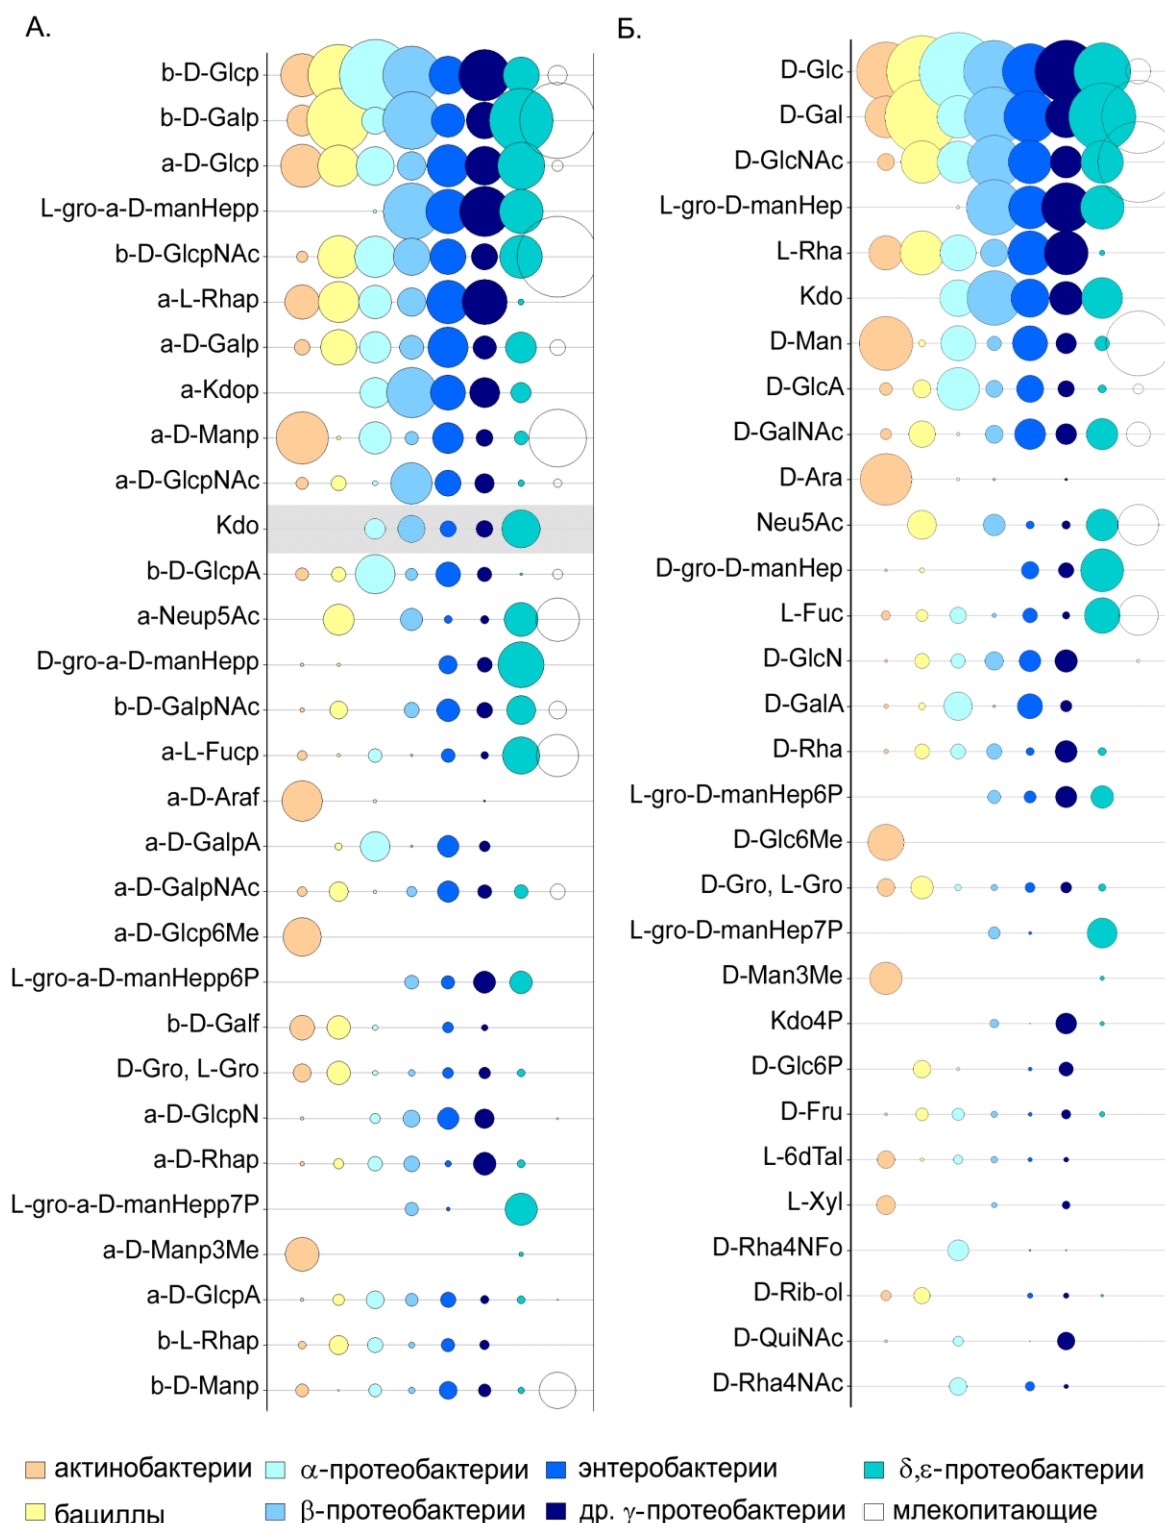 А.
b-D-Glcp
b-D-Galp
a-D-Glcp
L-gro-a-D-manHepp
b-D-GlcpNAc
a-L-Rhap
a-D-Galp
a-Kdop
a-D-Manp
a-D-GlcpNAc
Kdo
b-D-GlcpA
a-Neup5Ac
D-gro-a-D-manHepp
b-D-GalpNAc
a-L-Fucp
a-D-Araf
a-D-GalpA
a-D-GalpNAc
a-D-Glcp6Me
L-gro-a-D-manHepp6P
b-D-Galf
D-Gro, L-Gro
a-D-GlcpN
a-D-Rhap
L-gro-a-D-manHepp7P
a-D-Manp3Me
a-D-GlcpA
b-L-Rhap
b-D-Manp
Б.
D-Glc
D-Gal
D-GlcNAc
L-gro-D-manHep
L-Rha
Kdo
D-Man
D-GlcA
D-GalNAc
D-Ara
Neu5Ac
D-gro-D-manHep
L-Fuc
D-GlcN
D-GalA
D-Rha
L-gro-D-manHep6P
D-Glc6Me
D-Gro, L-Gro
L-gro-D-manHep7P
D-Man3Me
Kdo4P
D-Glc6P
D-Fru
L-6dTal
L-Xyl
D-Rha4NFo
D-Rib-ol
D-QuiNAc
D-Rha4NAc
актинобактерии α-протеобактерии энтеробактерии δ,ε-протеобактерии
бациллы β-протеобактерии др. γ-протеобактерии млекопитающие